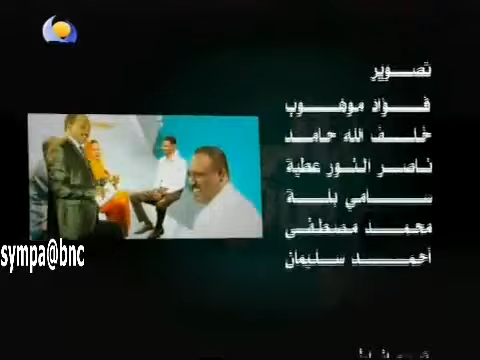 تصوير
فؤاد موهوب
خلف الله حامد
ناصر النور عطية
سامي بلة
محمد مصطفى
أحمد سليمان
sympa@bnc